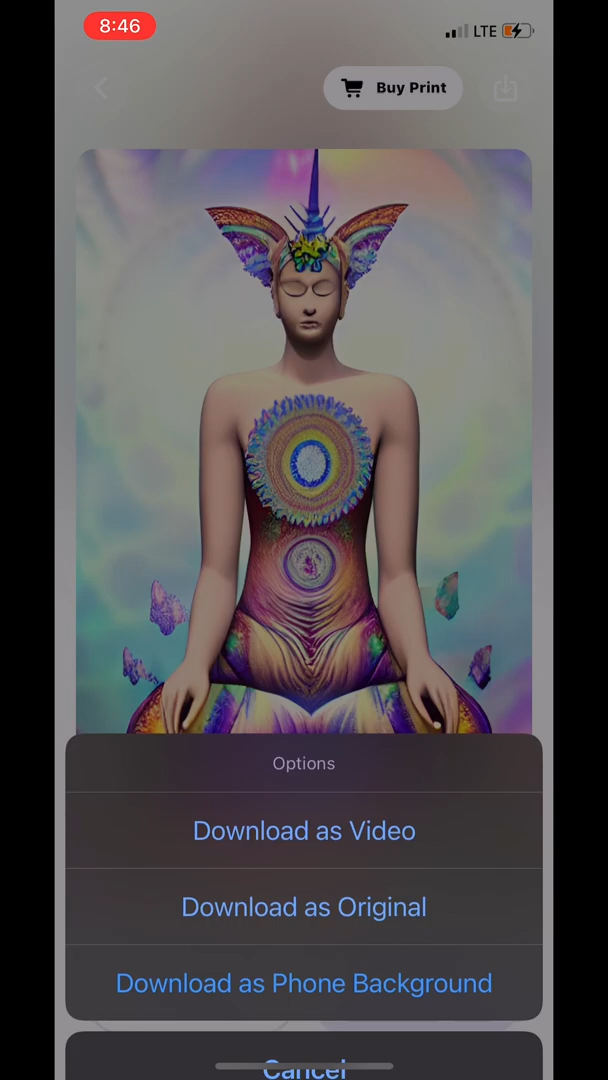 8:46
LTE
Buy Print
Options
Download as Video
Download as Original
Download as Phone Background
Cancel